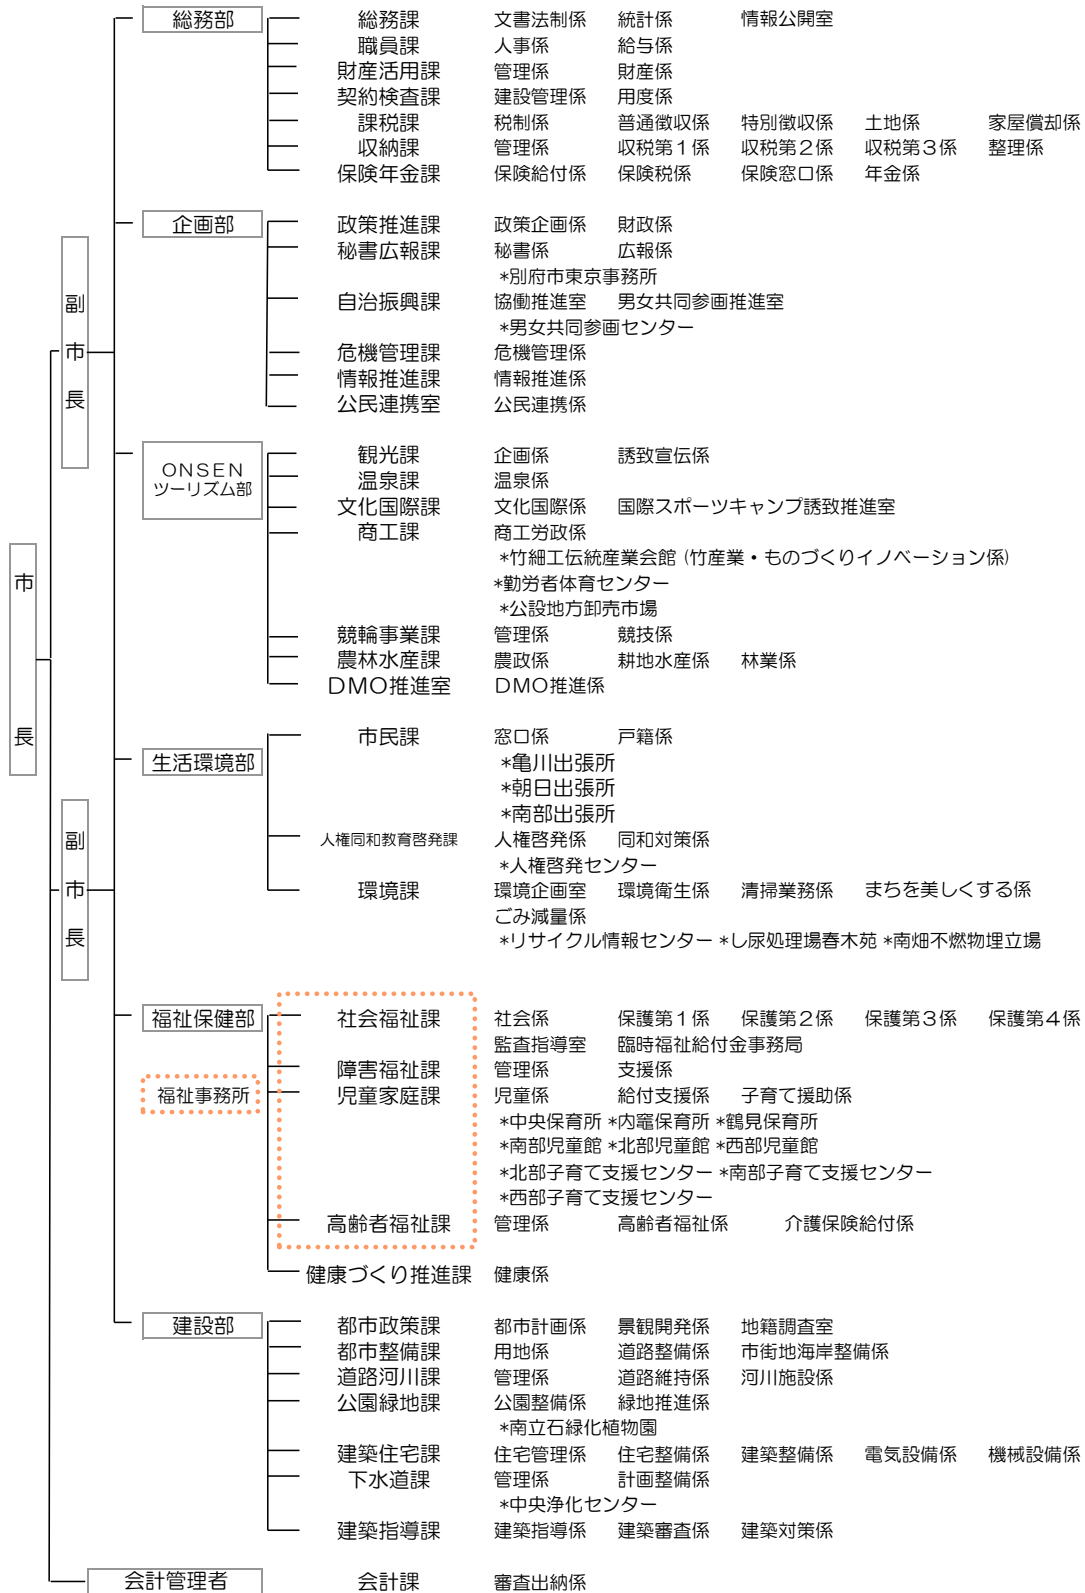 総務部 総務課 文書法制係 統計係 情報公開室
職員課 人事係 給与係
財産活用課 管理係 財産係
契約検査課 建設管理係 用度係
課税課 税制係 普通徴収係 特別徴収係 土地係 家屋償却係
収納課 管理係 収税第1係 収税第2係 収税第3係 整理係
保険年金課 保険給付係 保険税係 保険窓口係 年金係
企画部 政策推進課 政策企画係 財政係
秘書広報課 秘書係 広報係
*別府市東京事務所
自治振興課 協働推進室 男女共同参画推進室
*男女共同参画センター
危機管理課 危機管理係
情報推進課 情報推進係
公民連携室 公民連携係
副市長
ONSEN
ツーリズム部
観光課 企画係 誘致宣伝係
温泉課 温泉係
文化国際課 文化国際係 国際スポーツキャンプ誘致推進室
商工課 商工労政係
*竹細工伝統産業会館(竹産業・ものづくりイノベーション係)
*勤労者体育センター
*公設地方卸売市場
競輪事業課 管理係 競技係
農林水産課 農政係 耕地水産係 林業係
DMO推進室 DMO推進係
市長
生活環境部 市民課 窓口係 戸籍係
*亀川出張所
*朝日出張所
*南部出張所
人権同和教育啓発課 人権啓発係 同和対策係
*人権啓発センター
環境課 環境企画室 環境衛生係 清掃業務係 まちを美しくする係
ごみ減量係
*リサイクル情報センター *し尿処理場春木苑 *南畑不燃物埋立場
副市長
福祉保健部 社会福祉課 社会係 保護第1係 保護第2係 保護第3係 保護第4係
監査指導室 臨時福祉給付金事務局
障害福祉課 管理係 支援係
福祉事務所 児童家庭課 児童係 給付支援係 子育て援助係
*中央保育所 *内竈保育所 *鶴見保育所
*南部児童館 *北部児童館 *西部児童館
*北部子育て支援センター *南部子育て支援センター
*西部子育て支援センター
高齢者福祉課 管理係 高齢者福祉係 介護保険給付係
健康づくり推進課 健康係
建設部 都市政策課 都市計画係 景観開発係 地籍調査室
都市整備課 用地係 道路整備係 市街地海岸整備係
道路河川課 管理係 道路維持係 河川施設係
公園緑地課 公園整備係 緑地推進係
*南立石緑化植物園
建築住宅課 住宅管理係 住宅整備係 建築整備係 電気設備係 機械設備係
下水道課 管理係 計画整備係
*中央浄化センター
建築指導課 建築指導係 建築審査係 建築対策係
会計管理者 会計課 審査出納係